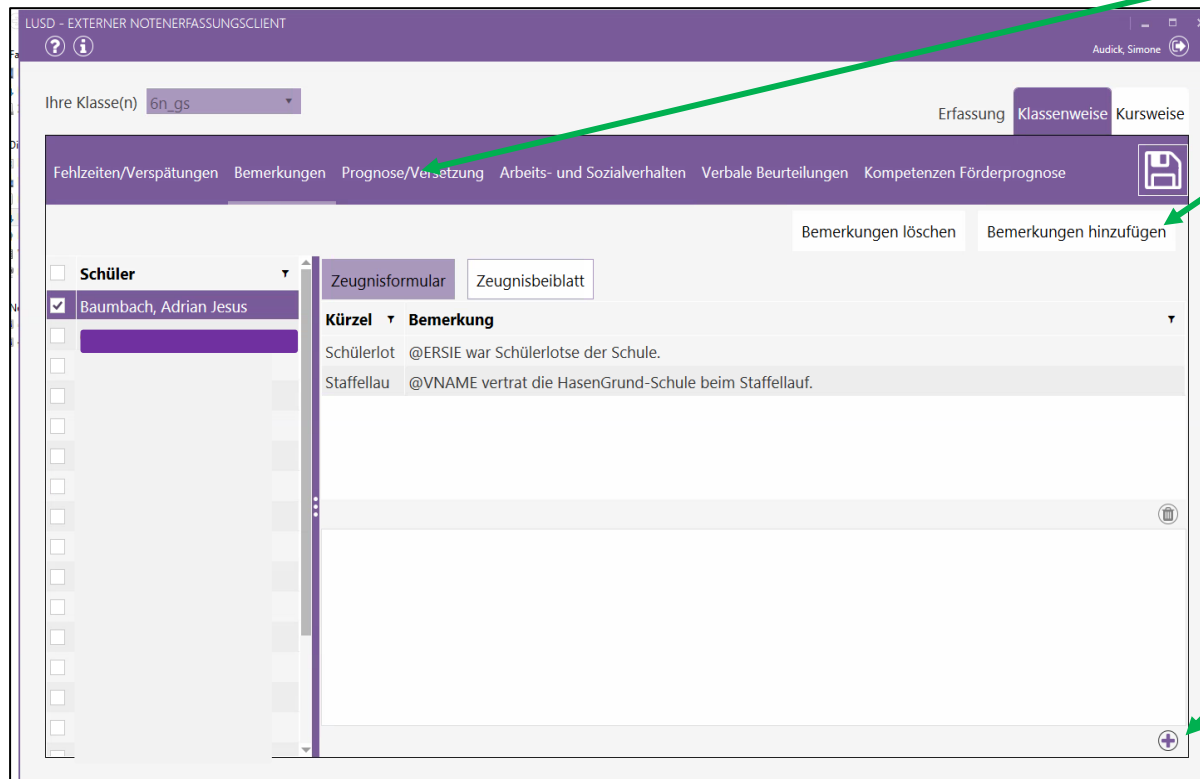 LUSD - EXTERNER NOTENERFASSUNGSCLIENT
Audick, Simone
Ihre Klasse(n) 6n_gs
Erfassung Klassenweise Kursweise
Fehlzeiten/Verspätungen Bemerkungen Prognose/Versetzung Arbeits- und Sozialverhalten Verbale Beurteilungen Kompetenzen Förderprognose
Bemerkungen löschen Bemerkungen hinzufügen
Schüler
Zeugnisformular Zeugnisbeiblatt
Baumbach, Adrian Jesus
Kürzel Bemerkung
Schülerlot @ERSIE war Schülerlotse der Schule.
Staffellau @VNAME vertrat die HasenGrund-Schule beim Staffellauf.